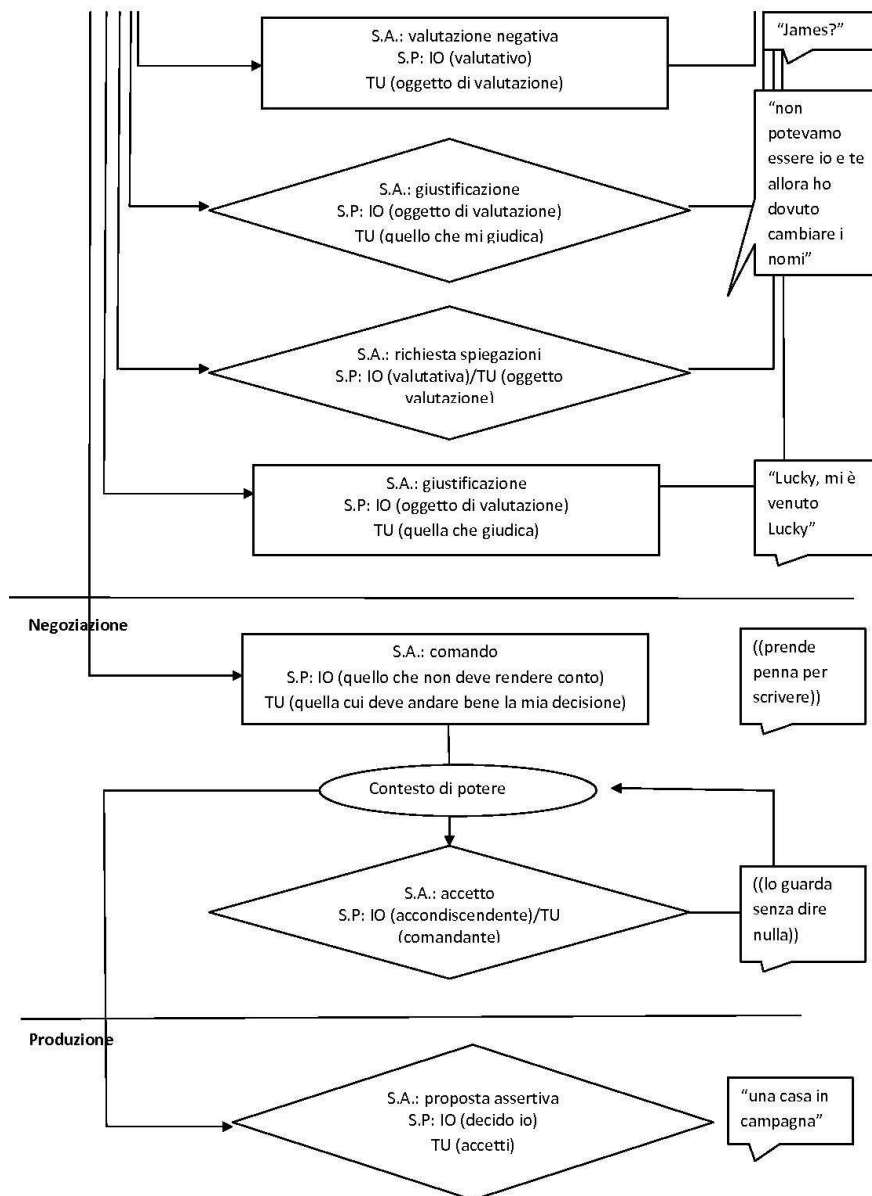 S.A.: valutazione negativa
S.P: IO (valutativo)
TU (oggetto di valutazione)
“James?”
“non
potevamo
essere io e te
allora ho
dovuto
cambiare i
nomi”
S.A.: giustificazione
S.P: IO (oggetto di valutazione)
TU (quello che mi giudica)
S.A.: richiesta spiegazioni
S.P: IO (valutativa)/TU (oggetto
valutazione)
S.A.: giustificazione
S.P: IO (oggetto di valutazione)
TU (quella che giudica)
“Lucky, mi è
venuto
Lucky”
Negoziazione
S.A.: comando
S.P: IO (quello che non deve rendere conto)
TU (quella cui deve andare bene la mia decisione)
((prende
penna per
scrivere))
Contesto di potere
S.A.: accetto
S.P: IO (accondiscendente)/TU
(comandante)
((lo guarda
senza dire
nulla))
Produzione
S.A.: proposta assertiva
S.P: IO (decido io)
TU (accetti)
“una casa in
campagna”